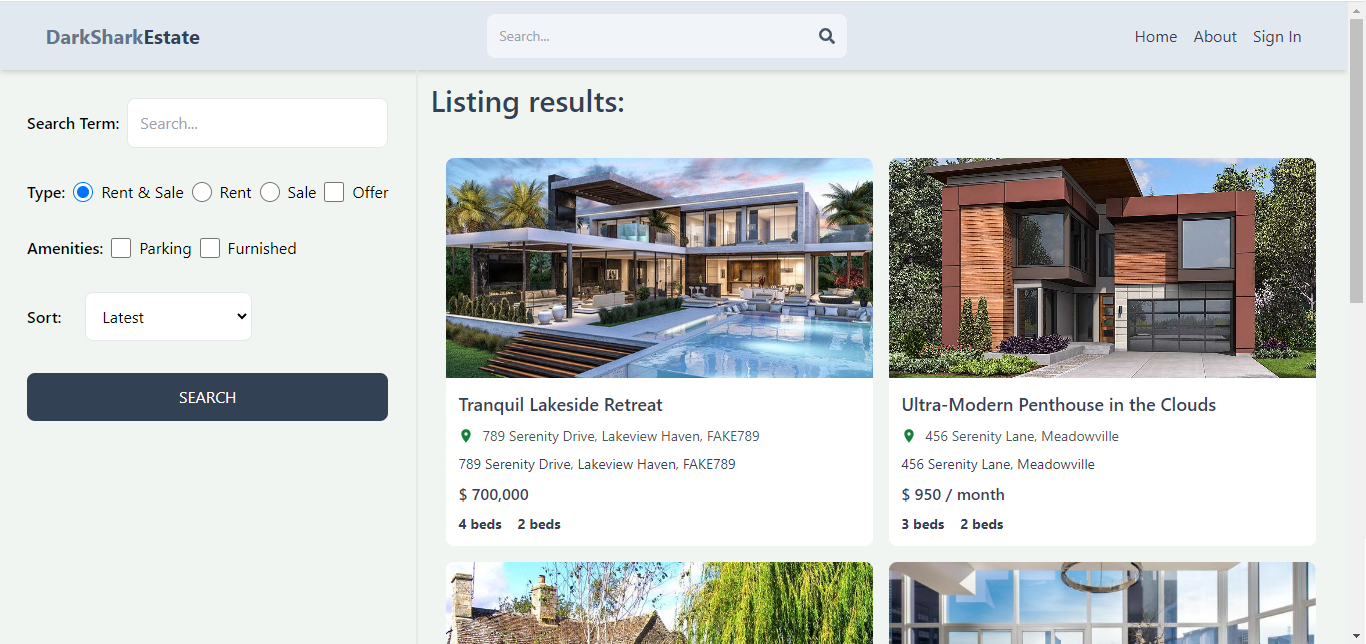 DarkSharkEstate
Search...
Home About Sign In
Search Term: Search...
Type: Rent & Sale Rent Sale Offer
Amenities: Parking Furnished
Sort: Latest
SEARCH
Listing results:
Tranquil Lakeside Retreat
789 Serenity Drive, Lakeview Haven, FAKE789
789 Serenity Drive, Lakeview Haven, FAKE789
$ 700,000
4 beds 2 beds
Ultra-Modern Penthouse in the Clouds
456 Serenity Lane, Meadowville
456 Serenity Lane, Meadowville
$ 950 / month
3 beds 2 beds